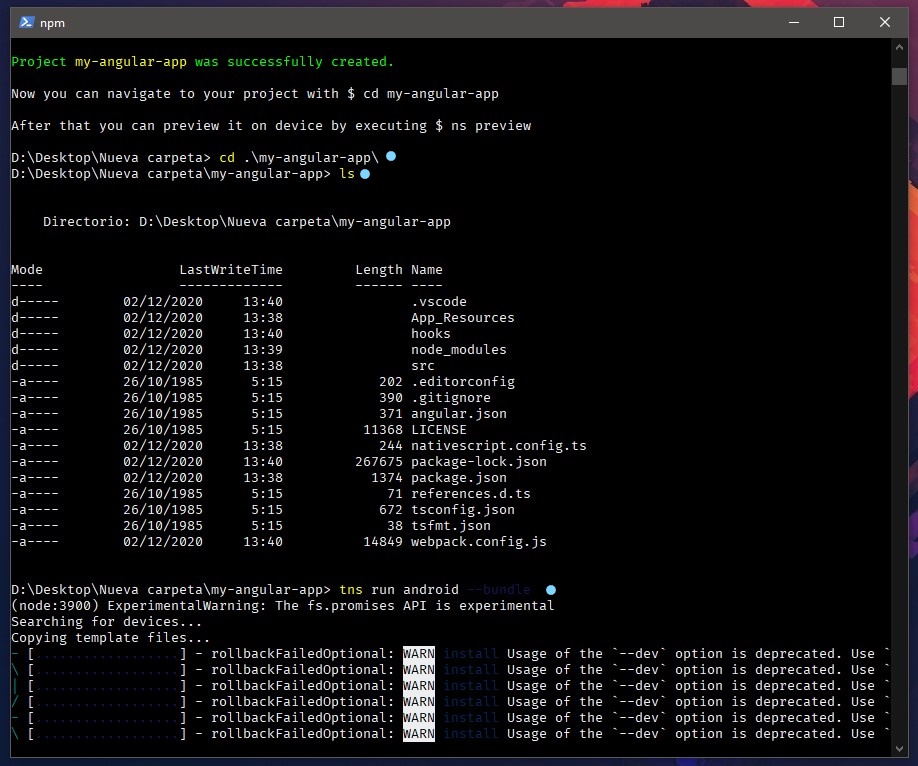 npm
Project my-angular-app was successfully created.
Now you can navigate to your project with $ cd my-angular-app
After that you can preview it on device by executing $ ns preview
D:\Desktop\Nueva carpeta> cd .\my-angular-app\
D:\Desktop\Nueva carpeta\my-angular-app> ls
Directorio: D:\Desktop\Nueva carpeta\my-angular-app
Mode LastWriteTime Length Name
---- ------------- ------ ----
d----- 02/12/2020 13:40 .vscode
d----- 02/12/2020 13:38 App_Resources
d----- 02/12/2020 13:40 hooks
d----- 02/12/2020 13:39 node_modules
d----- 02/12/2020 13:38 src
-a---- 26/10/1985 5:15 202 .editorconfig
-a---- 26/10/1985 5:15 390 .gitignore
-a---- 26/10/1985 5:15 371 angular.json
-a---- 26/10/1985 5:15 11368 LICENSE
-a---- 02/12/2020 13:38 244 nativescript.config.ts
-a---- 02/12/2020 13:40 267675 package-lock.json
-a---- 02/12/2020 13:38 1374 package.json
-a---- 26/10/1985 5:15 71 references.d.ts
-a---- 26/10/1985 5:15 672 tsconfig.json
-a---- 26/10/1985 5:15 38 tsfmt.json
-a---- 02/12/2020 13:40 14849 webpack.config.js
D:\Desktop\Nueva carpeta\my-angular-app> tns run android --bundle
(node:3900) ExperimentalWarning: The fs.promises API is experimental
Searching for devices...
Copying template files...
- [..................] - rollbackFailedOptional: WARN install Usage of the `--dev` option is deprecated. Use `
\ [..................] - rollbackFailedOptional: WARN install Usage of the `--dev` option is deprecated. Use `
| [..................] - rollbackFailedOptional: WARN install Usage of the `--dev` option is deprecated. Use `
/ [..................] - rollbackFailedOptional: WARN install Usage of the `--dev` option is deprecated. Use `
- [..................] - rollbackFailedOptional: WARN install Usage of the `--dev` option is deprecated. Use `
\ [..................] - rollbackFailedOptional: WARN install Usage of the `--dev` option is deprecated. Use `